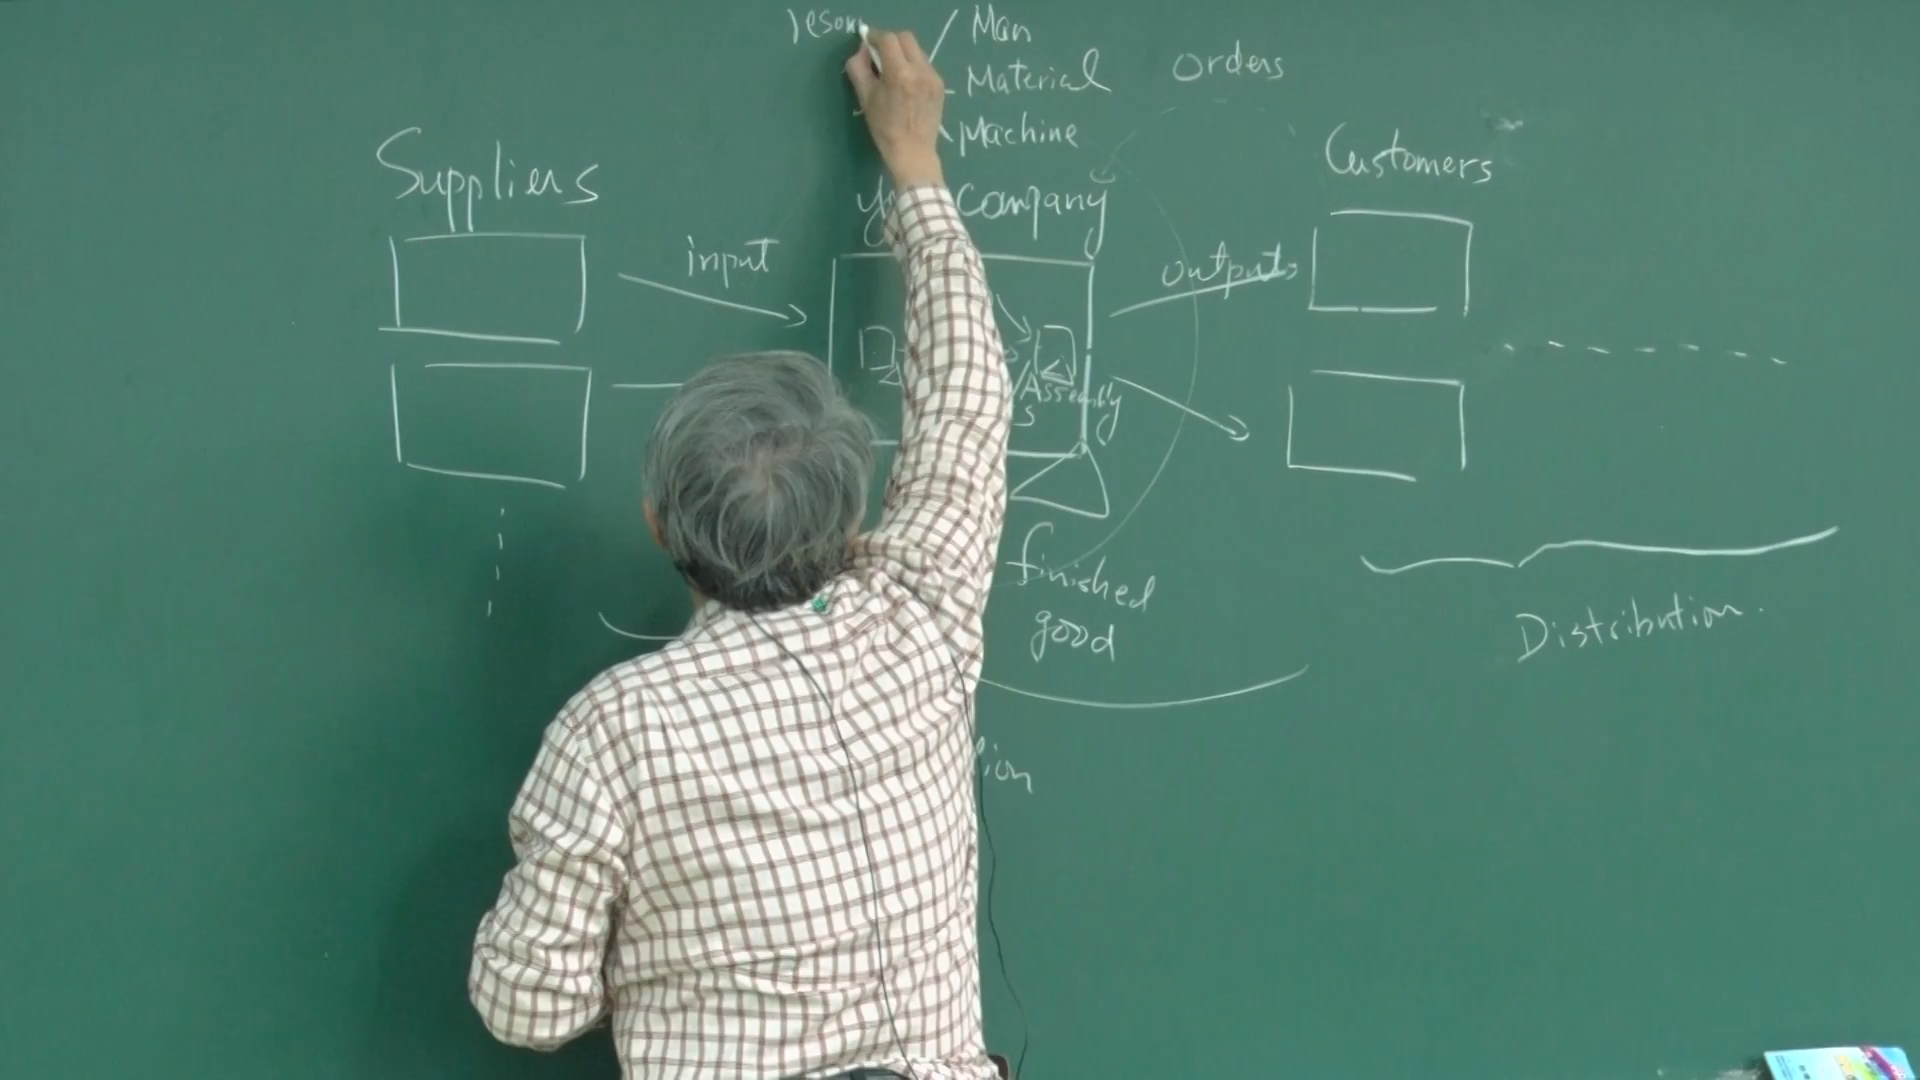 Man
Material
Machine
Orders
Suppliers
Company
Customers
input
outputs
Assembly
S
finished
good
Distribution.